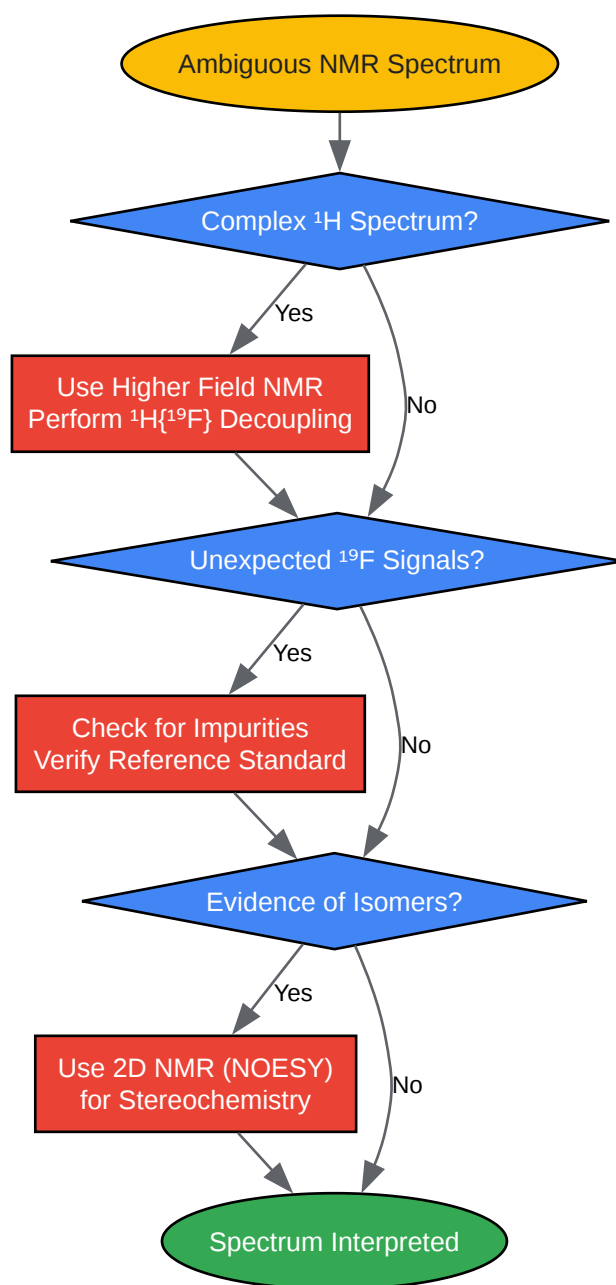 Ambiguous NMR Spectrum
Complex ¹H Spectrum?
Yes
Use Higher Field NMR
Perform ¹H{¹⁹F} Decoupling
No
Unexpected ¹⁹F Signals?
Yes
Check for Impurities
Verify Reference Standard
No
Evidence of Isomers?
Yes
Use 2D NMR (NOESY)
for Stereochemistry
No
Spectrum Interpreted